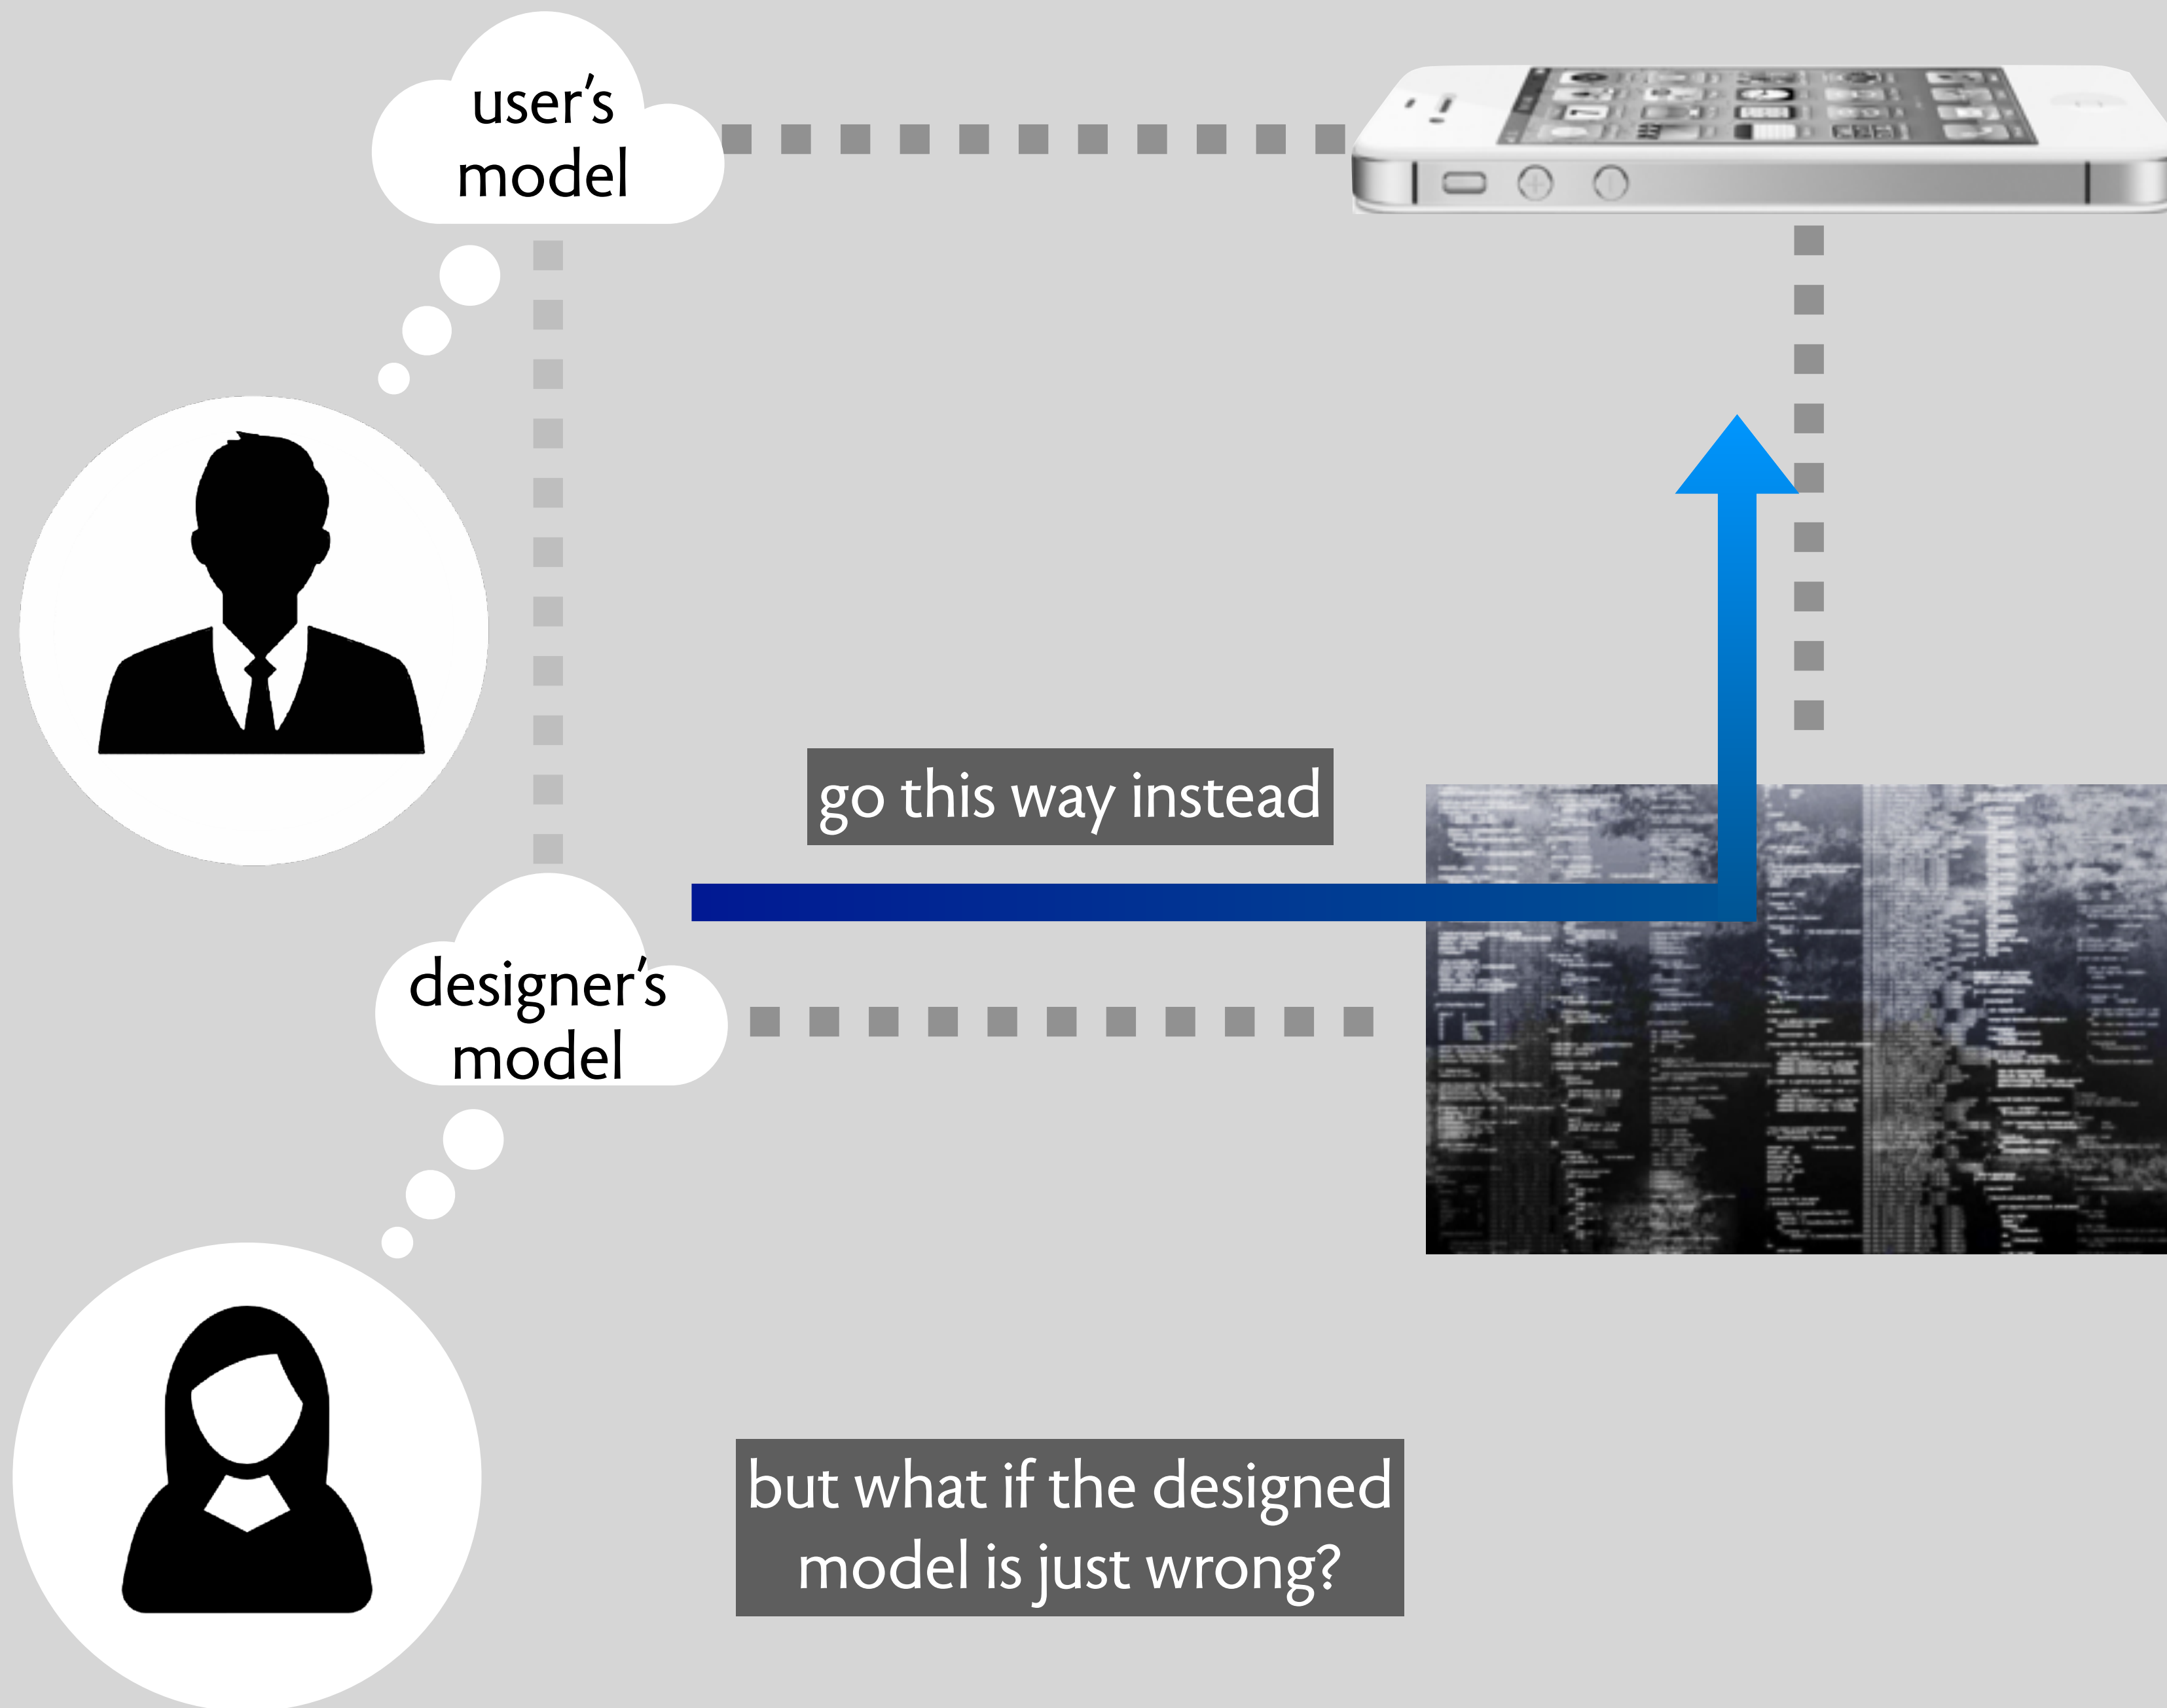 user's
model
go this way instead
designer's
model
but what if the designed
model is just wrong?